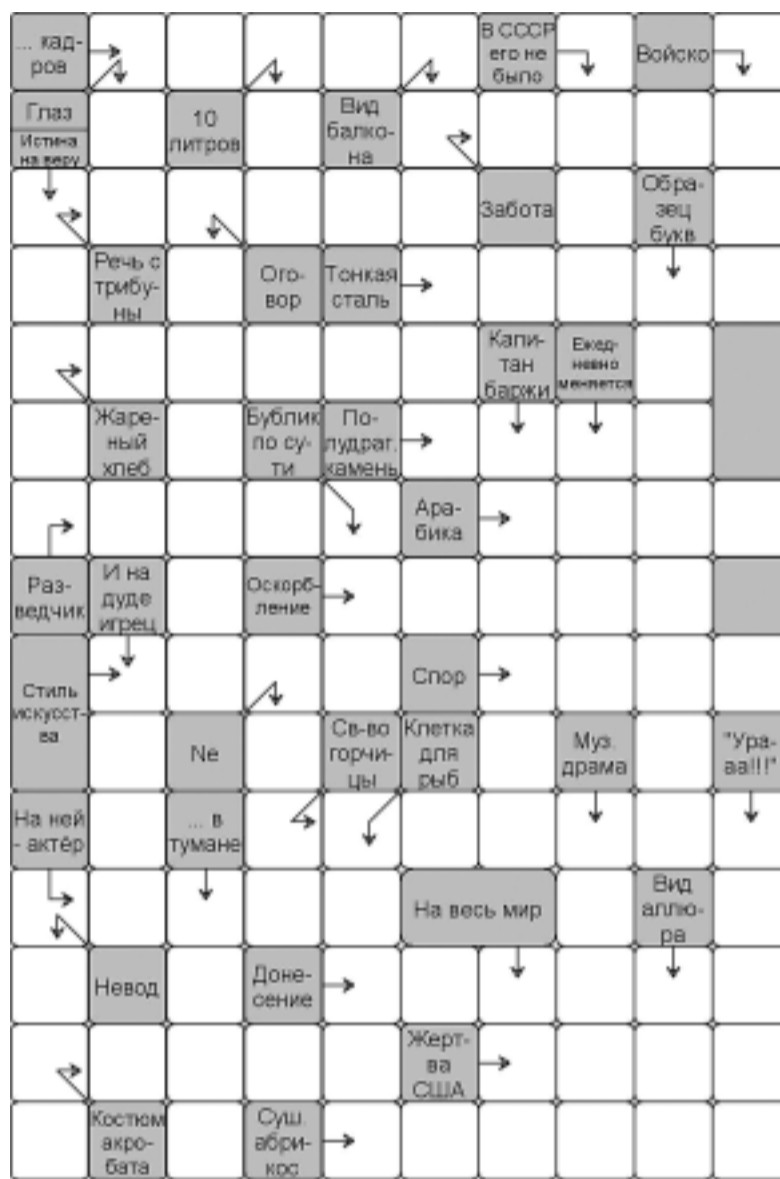 ... кад-
ров
В СССР
его не
было
Войско
Глаз
Истина
на веру
10
литров
Вид
балко-
на
Забота
Обра-
зец
букв
Речь с
трибу-
ны
Ого-
вор
Тонкая
сталь
Капи-
тан
баржи
Ежед-
невно
меняется
Жаре-
ный
хлеб
Бублик
по су-
ти
По-
лудраг.
камень
Ара-
бика
Раз-
ведчик
И на
дуде
игрец
Оскорб-
ление
Стиль
искусст-
ва
Спор
Ne
Св-во
горчи-
цы
Клетка
для
рыб
Муз.
драма
"Ура-
аа!!!"
На ней
- актёр
... в
тумане
На весь мир
Вид
аллю-
ра
Невод
Доне-
сение
Жерт-
ва
США
Костюм
акро-
бата
Суш.
абри-
кос